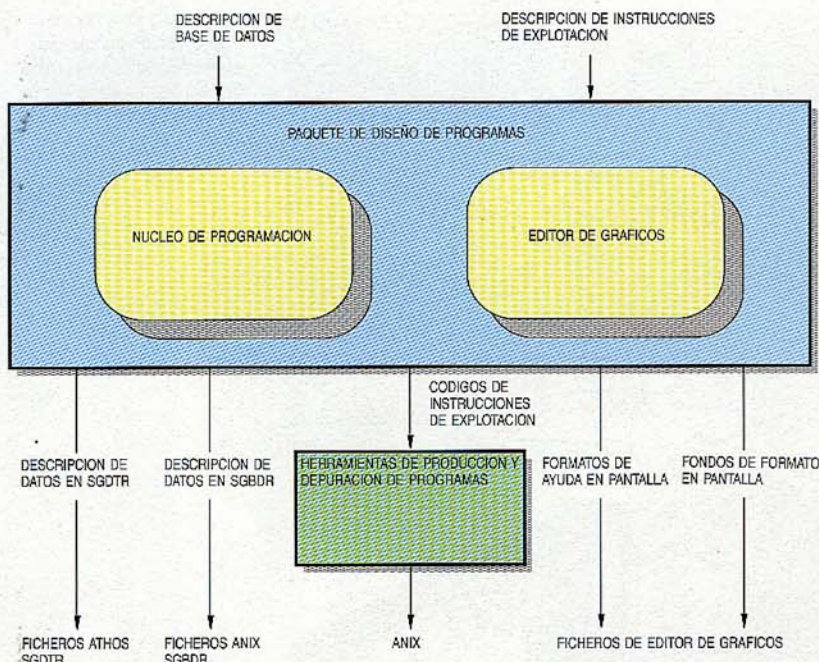 DESCRIPCION DE
BASE DE DATOS
DESCRIPCION DE INSTRUCCIONES
DE EXPLOTACION
PAQUETE DE DISEÑO DE PROGRAMAS
NUCLEO DE PROGRAMACION
EDITOR DE GRAFICOS
CODIGOS DE
INSTRUCCIONES
DE EXPLOTACION
DESCRIPCION DE
DATOS EN SGDTR
DESCRIPCION DE
DATOS EN SGBDR
HERRAMIENTAS DE PRODUCCION Y
DEPURACION DE PROGRAMAS
FORMATOS DE
AYUDA EN PANTALLA
FONDOS DE FORMATO
EN PANTALLA
FICHEROS ATHOS
SGDTR
FICHEROS ANIX
SGBDR
ANIX
FICHEROS DE EDITOR DE GRAFICOS